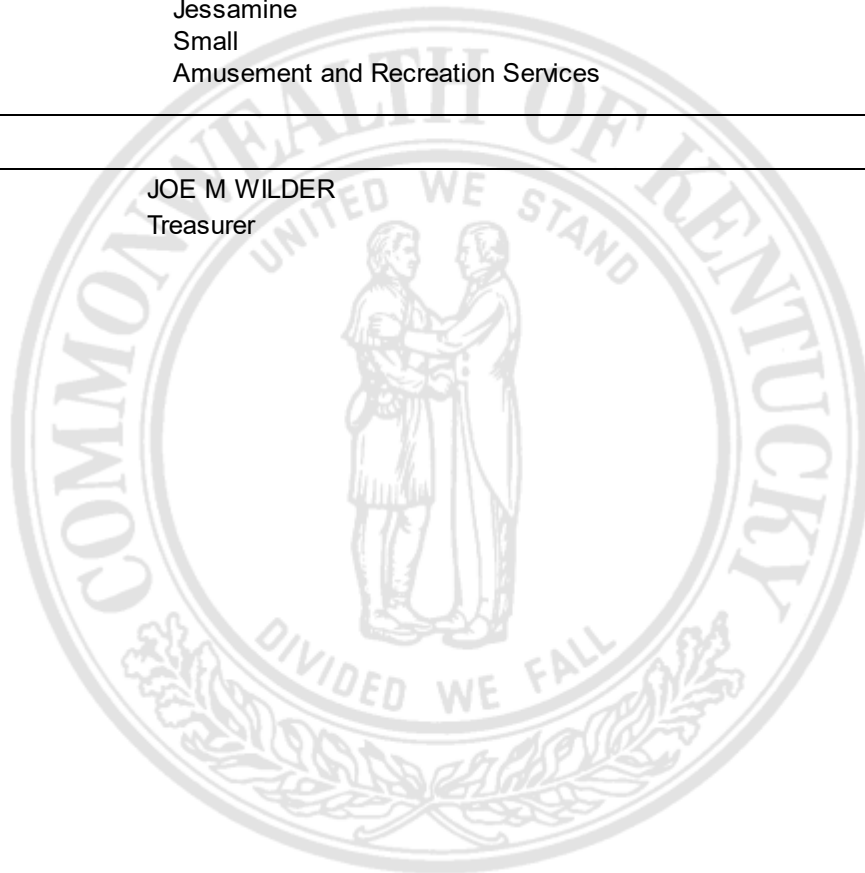 Jessamine
Small
Amusement and Recreation Services
JOE M WILDER
Treasurer
COMMONWEALTH OF KENTUCKY
UNITED WE STAND
DIVIDED WE FALL